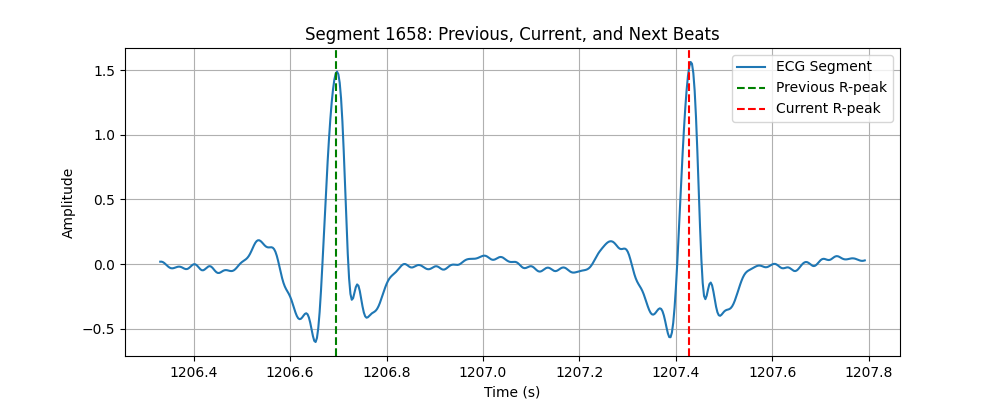 Segment 1658: Previous, Current, and Next Beats
ECG Segment
Previous R-peak
Current R-peak
1.5
1.0
0.5
0.0
−0.5
Amplitude
1206.4 1206.6 1206.8 1207.0 1207.2 1207.4 1207.6 1207.8
Time (s)